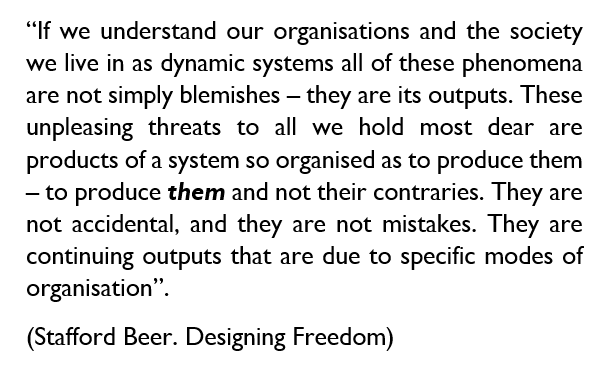 “If we understand our organisations and the society
we live in as dynamic systems all of these phenomena
are not simply blemishes – they are its outputs. These
unpleasing threats to all we hold most dear are
products of a system so organised as to produce them
– to produce them and not their contraries. They are
not accidental, and they are not mistakes. They are
continuing outputs that are due to specific modes of
organisation”.
(Stafford Beer. Designing Freedom)